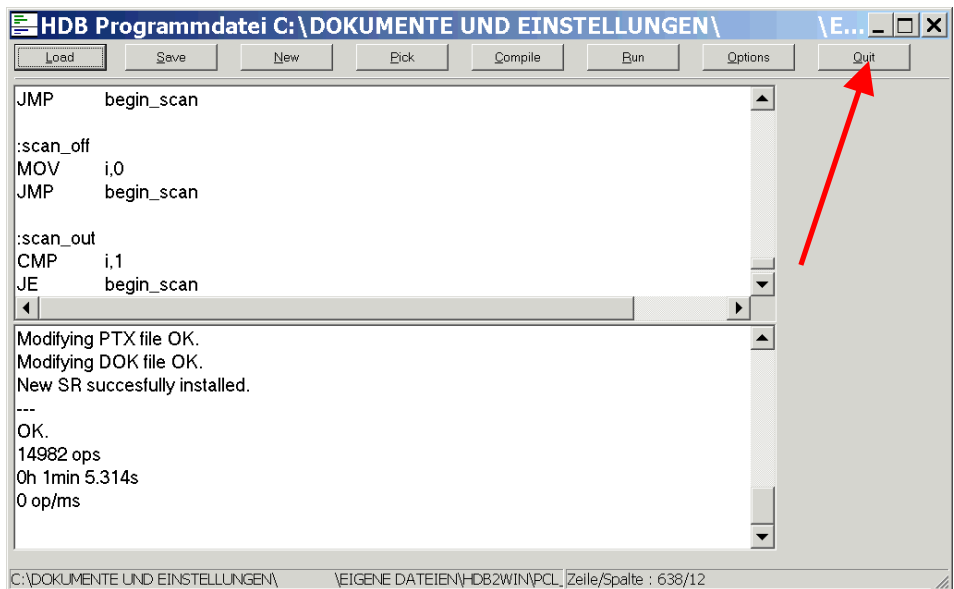 HDB Programmdatei C:\DOKUMENTE UND EINSTELLUNGEN\ \E...
Load Save New Pick Compile Run Options Quit
JMP begin_scan
:scan_off
MOV i,0
JMP begin_scan
:scan_out
CMP i,1
JE begin_scan
Modifying PTX file OK.
Modifying DOK file OK.
New SR succesfully installed.
---
OK.
14982 ops
0h 1min 5.314s
0 op/ms
C:\DOKUMENTE UND EINSTELLUNGEN\ \EIGENE DATEIEN\HDB2WIN\PCL_ Zeile/Spalte : 638/12